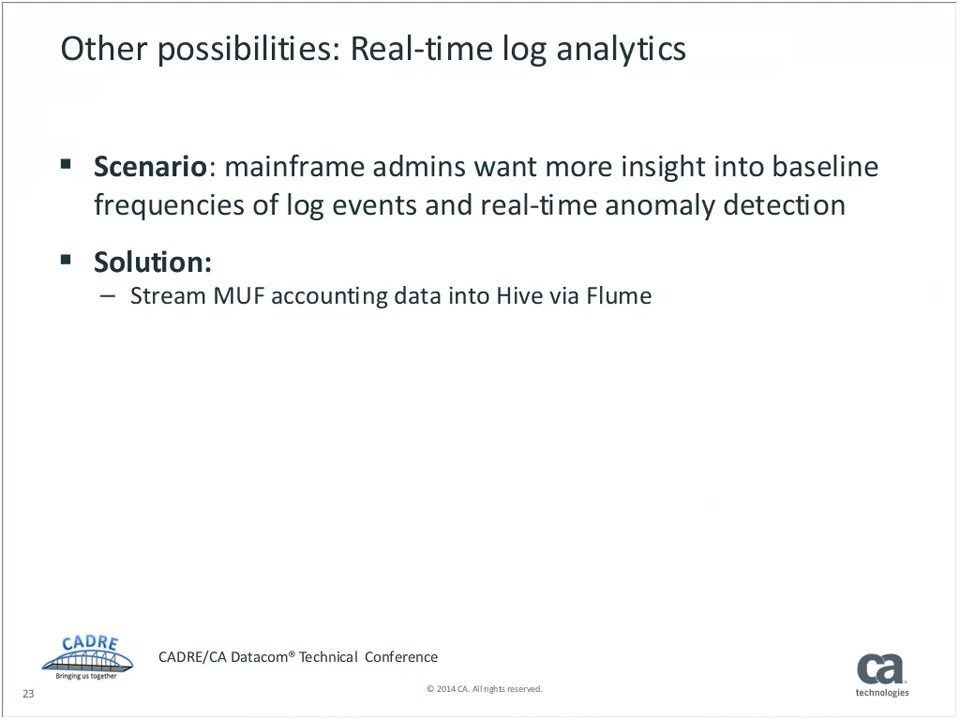 Other possibilities: Real-time log analytics
▪ Scenario: mainframe admins want more insight into baseline
frequencies of log events and real-time anomaly detection
▪ Solution:
– Stream MUF accounting data into Hive via Flume
CADRE
Bringing us together
CADRE/CA Datacom® Technical Conference
ca
technologies
23
© 2014 CA. All rights reserved.